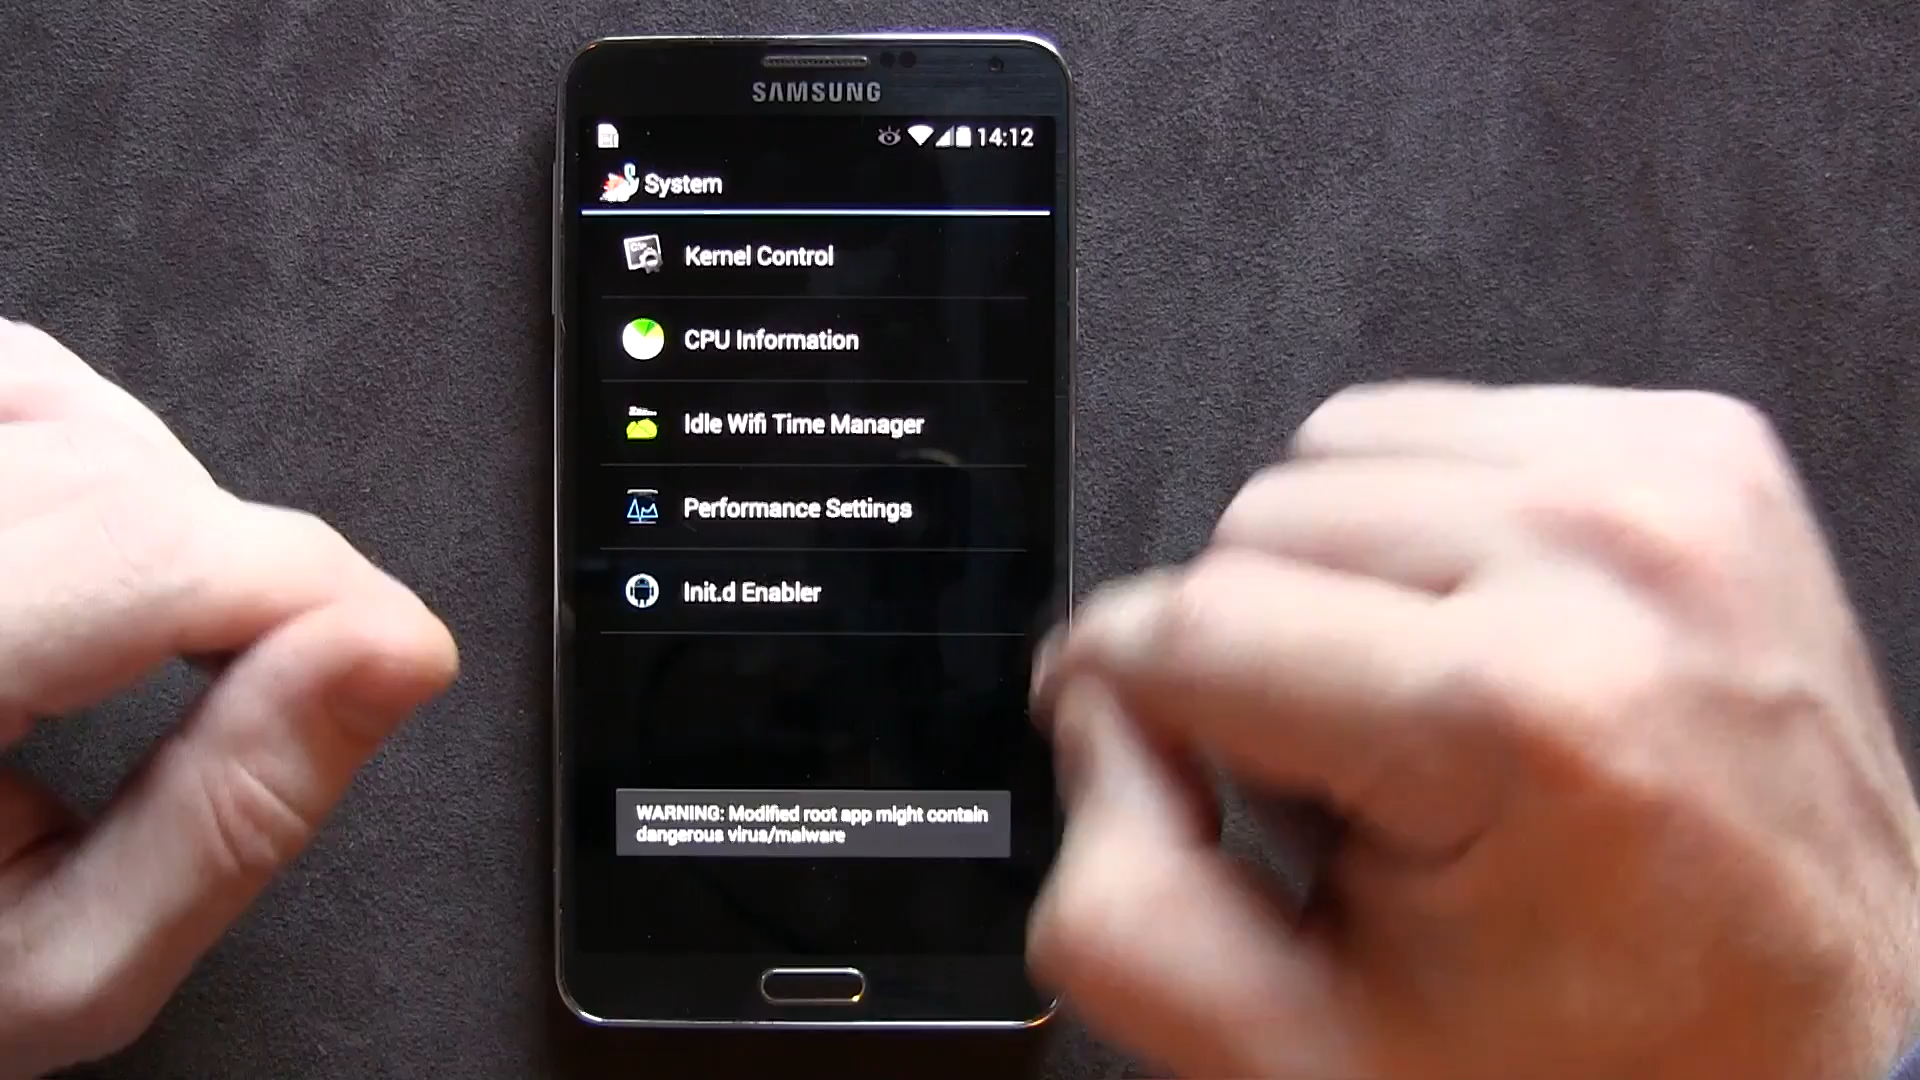 SAMSUNG
14:12
System
Kernel Control
CPU Information
Idle Wifi Time Manager
Performance Settings
Init.d Enabler
WARNING: Modified root app might contain
dangerous virus/malware